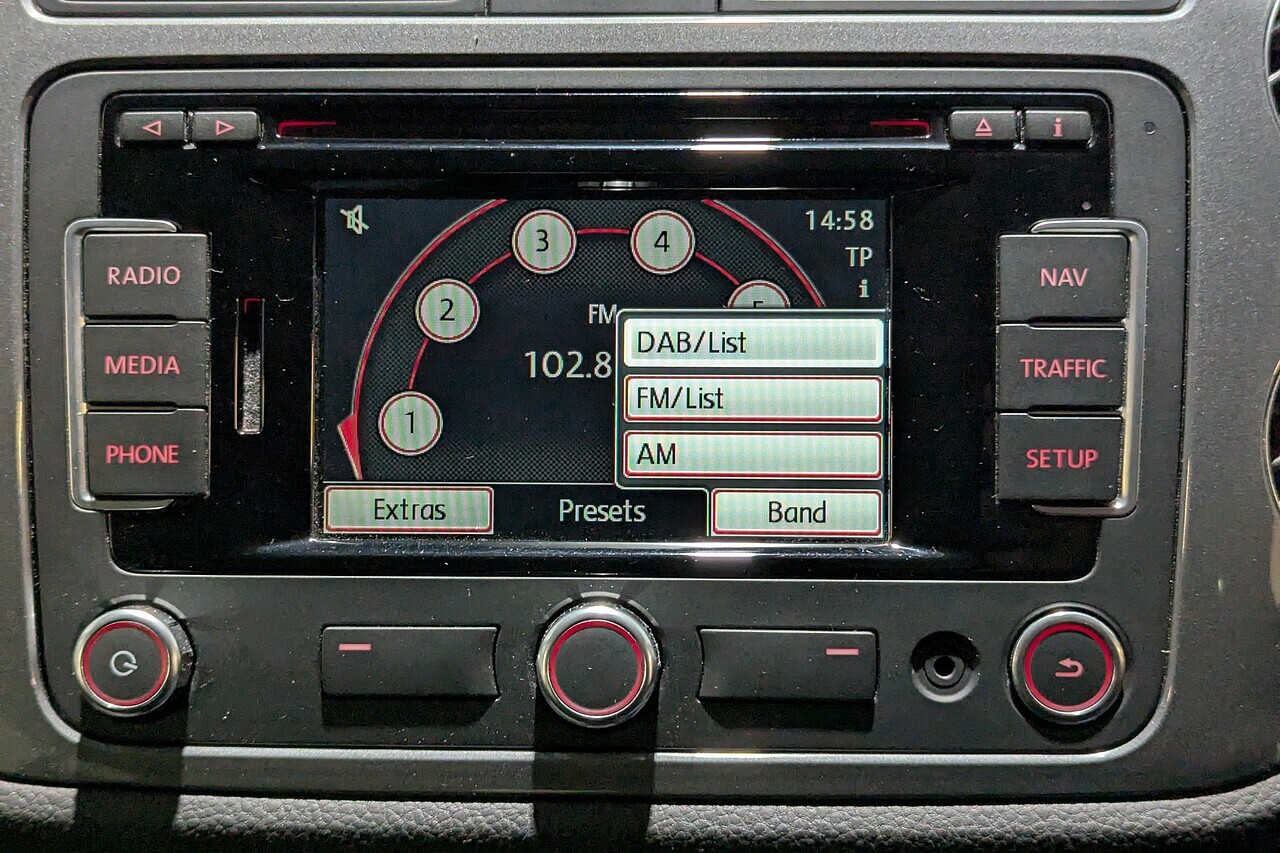 i
14:58
TP
i
3
4
2
5
FM
102.8
1
DAB/List
FM/List
AM
Extras
Presets
Band
RADIO
MEDIA
PHONE
NAV
TRAFFIC
SETUP